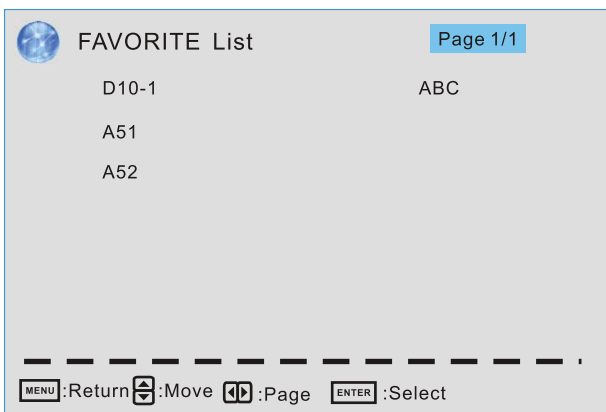 FAVORITE List Page 1/1
D10-1 ABC
A51
A52
MENU :Return :Move :Page ENTER :Select